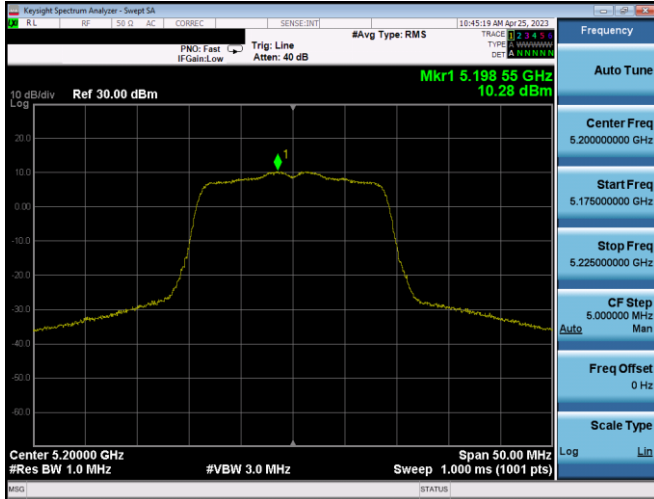 Keysight Spectrum Analyzer - Swept SA
RL RF 50 Ω AC CORREC SENSE:INT 10:45:19 AM Apr 25, 2023
#Avg Type: RMS TRACE 1 2 3 4 5 6
PNO: Fast Trig: Line TYPE A WWWWW
IFGain:Low Atten: 40 dB DET A N N N N N
Mkr1 5.198 55 GHz
10 dB/div Ref 30.00 dBm 10.28 dBm
Log
1
20.0
10.0
0.00
-10.0
-20.0
-30.0
-40.0
-50.0
-60.0
Center 5.20000 GHz Span 50.00 MHz
#Res BW 1.0 MHz #VBW 3.0 MHz Sweep 1.000 ms (1001 pts)
MSG STATUS
Frequency
Auto Tune
Center Freq
5.200000000 GHz
Start Freq
5.175000000 GHz
Stop Freq
5.225000000 GHz
CF Step
5.000000 MHz
Auto Man
Freq Offset
0 Hz
Scale Type
Log Lin